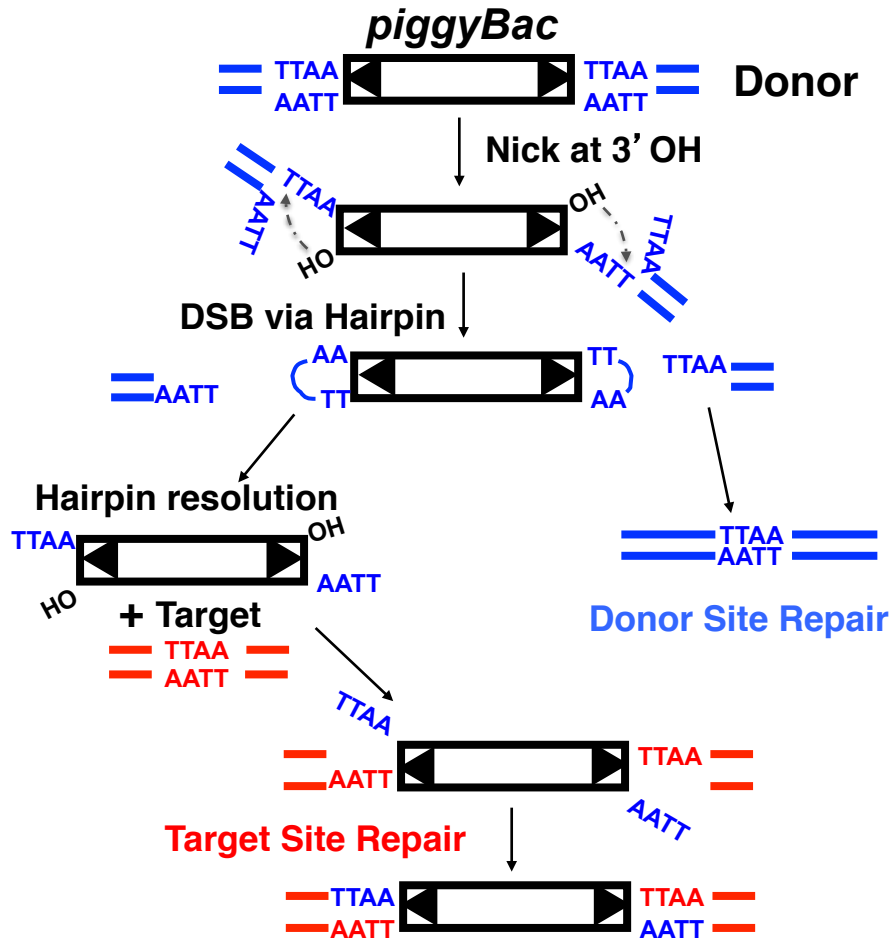 piggyBac
TTAA TTAA
AATT AATT
Donor
Nick at 3’ OH
TTAA OH
AATT TTAA
HO AATT
DSB via Hairpin
AA TT TTAA
AATT TT AA
Hairpin resolution
TTAA OH
HO AATT
+ Target
TTAA
AATT
TTAA
AATT
Donor Site Repair
TTAA
AATT TTAA
AATT
Target Site Repair
TTAA TTAA
AATT AATT